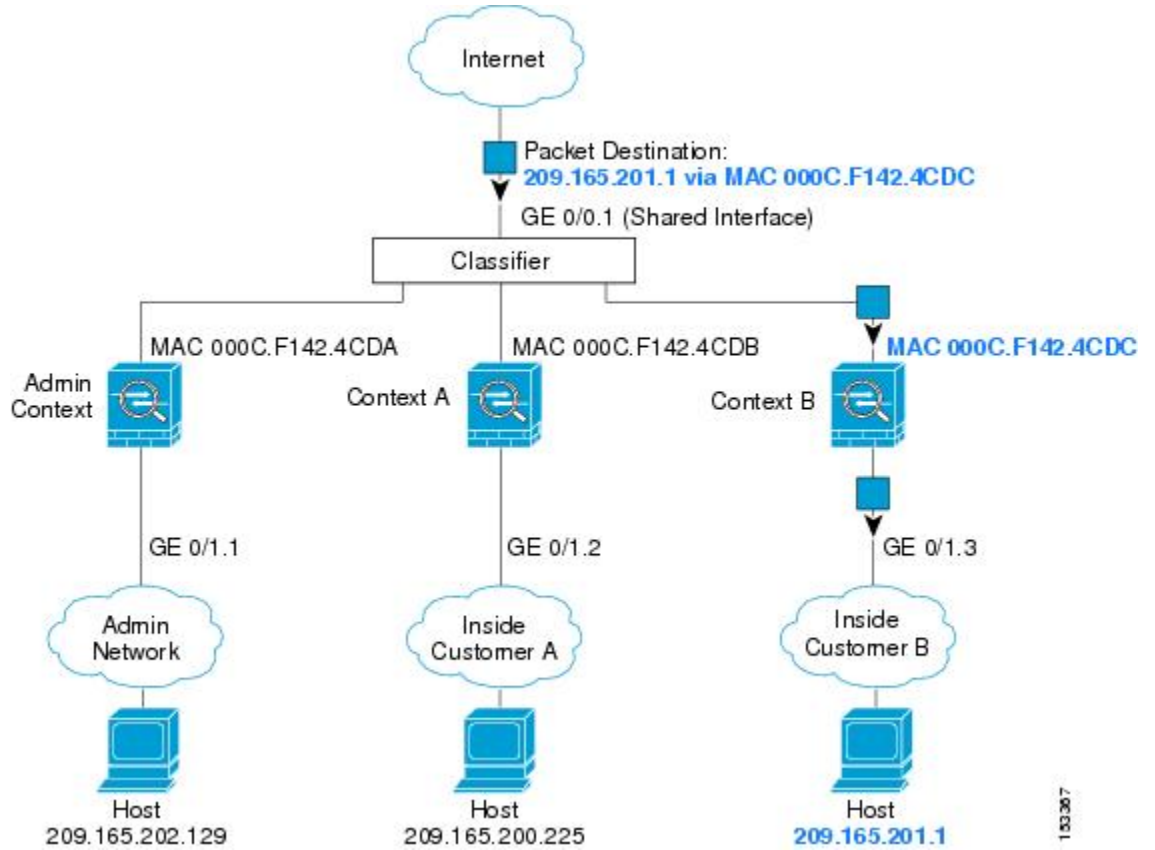 Internet
Packet Destination:
209.165.201.1 via MAC 000C.F142.4CDC
GE 0/0.1 (Shared Interface)
Classifier
MAC 000C.F142.4CDA
MAC 000C.F142.4CDB
MAC 000C.F142.4CDC
Admin
Context
Context A
Context B
GE 0/1.1
GE 0/1.2
GE 0/1.3
Admin
Network
Inside
Customer A
Inside
Customer B
Host
209.165.202.129
Host
209.165.200.225
Host
209.165.201.1
153367